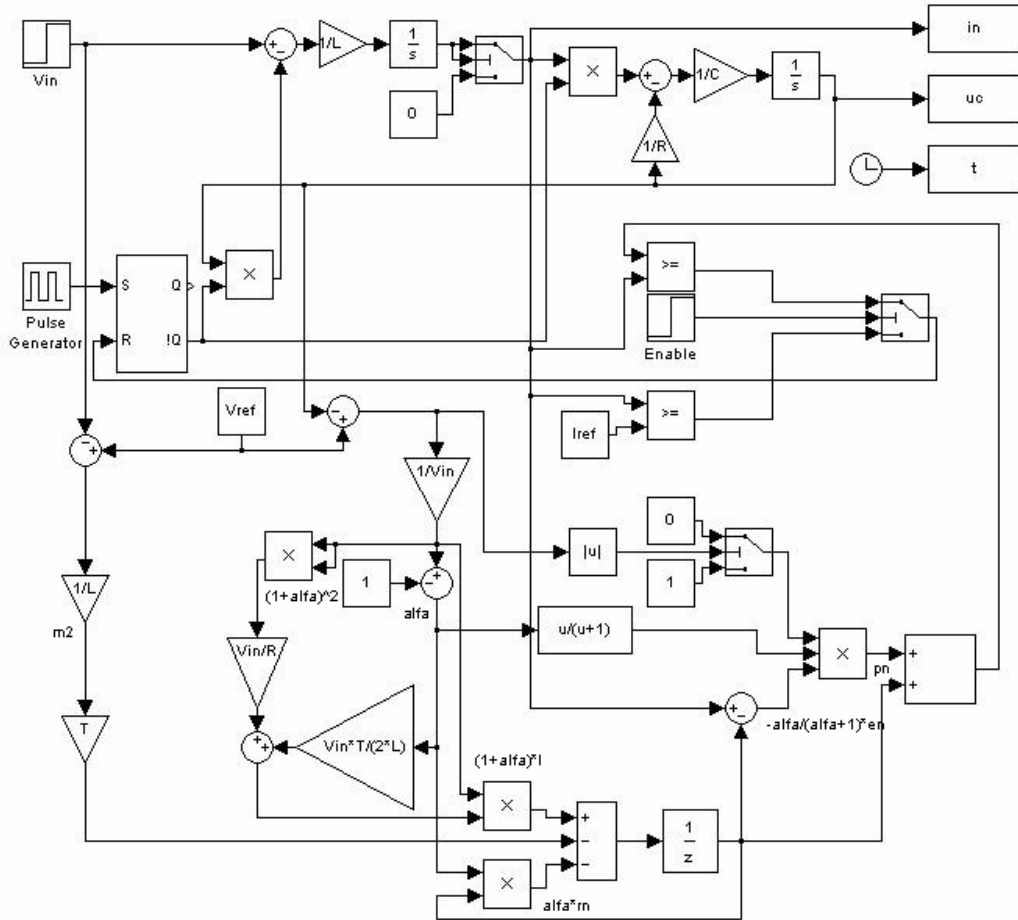 Vin
1/L
1
s
0
×
1/C
1
s
1/R
in
uc
t
Pulse
Generator
S
Q
R
!Q
×
>=
Enable
Vref
Iref
>=
1/Vin
×
(1+alfa)^2
1
alfa
|u|
0
1
1/L
m2
Vin/R
u/(u+1)
×
pn
-alfa/(alfa+1)*en
T
Vin*T/(2*L)
(1+alfa)*I
×
1
z
×
alfa*rn